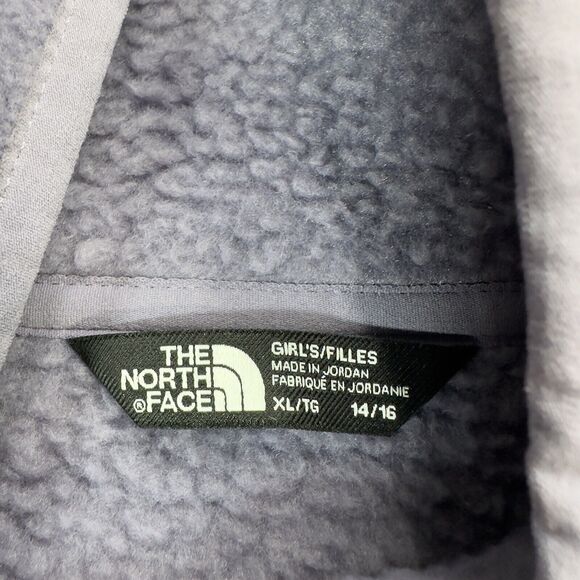 THE
NORTH
®FACE
GIRL'S/FILLES
MADE IN JORDAN
FABRIQUÉ EN JORDANIE
XL/TG 14/16